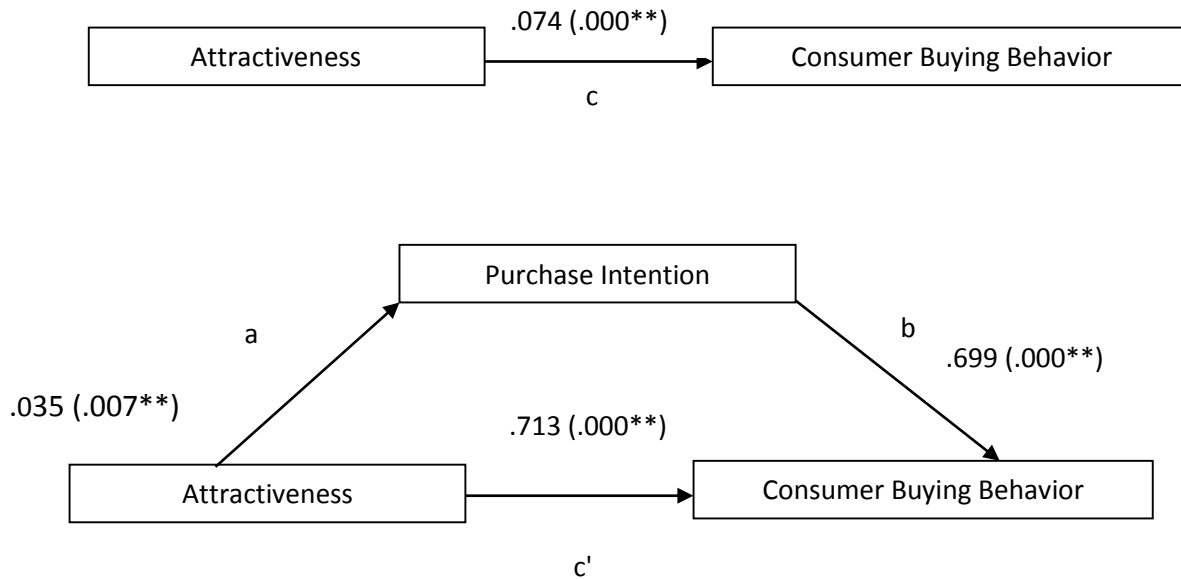 .074 (.000**)
Attractiveness
Consumer Buying Behavior
c
Purchase Intention
a
b
.699 (.000**)
.035 (.007**)
.713 (.000**)
Attractiveness
Consumer Buying Behavior
c'